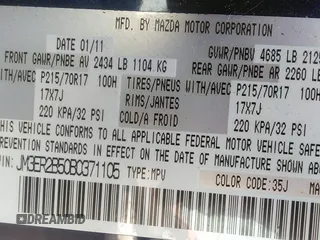 MFD. BY MAZDA MOTOR CORPORATION
DATE 01/11 GVWR/PNBV 4685 LB 2125
FRONT GAWR/PNBE AV 2434 LB 1104 KG REAR GAWR/PNBE AR 2260 LB
WITH/AVEC P215/70R17 100H TIRES/PNEUS WITH/AVEC P215/70R17 100H
17X7J RIMS/JANTES 17X7J
220 KPA/32 PSI COLD/A FROID 220 KPA/32 PSI
THIS VEHICLE CONFORMS TO ALL APPLICABLE FEDERAL MOTOR VEHICLE
PREVENTION STANDARDS IN EFFECT ON THE DATE OF MANUFACTURE SH
JM3ER2B50B0371105 TYPE:MPV
COLOR CODE:35J
DREAMBID